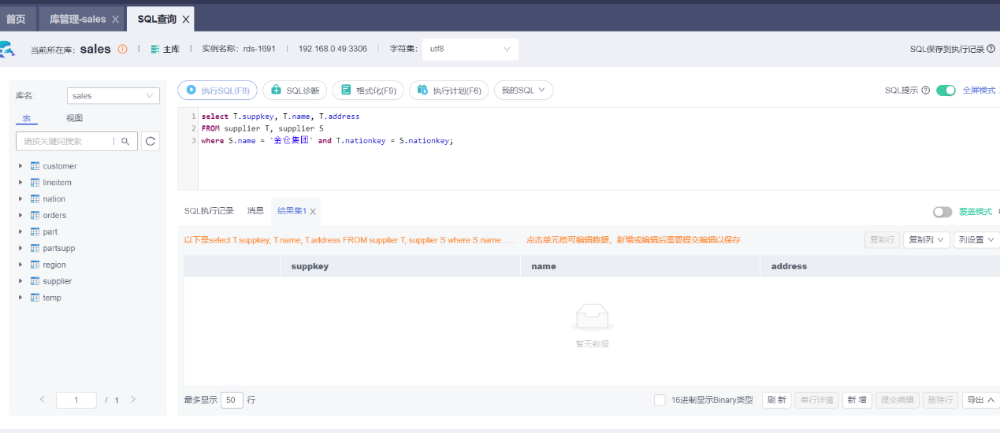 首页 库管理-sales X SQL查询 X
当前所在库: sales 主库 实例名称: rds-1691 192.168.0.49:3306 字符集: utf8 SQL保存到执行记录
库名: sales
表 视图
请按关键词搜索
customer
lineitem
nation
orders
part
partsupp
region
supplier
temp
1 / 1
执行SQL(F8) SQL诊断 格式化(F9) 执行计划(F6) 我的SQL SQL提示 全屏模式
1 select T.suppkey, T.name, T.address
2 FROM supplier T, supplier S
3 where S.name = '金仓集团' and T.nationkey = S.nationkey;
SQL执行记录 消息 结果集1 X 覆盖模式
以下是select T.suppkey, T.name, T.address FROM supplier T, supplier S where S.name ...... 点击单元格可编辑数据，新增或编辑后需要提交编辑以保存 复制行 复制列 列设置
suppkey name address
暂无数据
最多显示 50 行 16进制显示Binary类型 刷新 单行详情 新增 提交编辑 删除行 导出